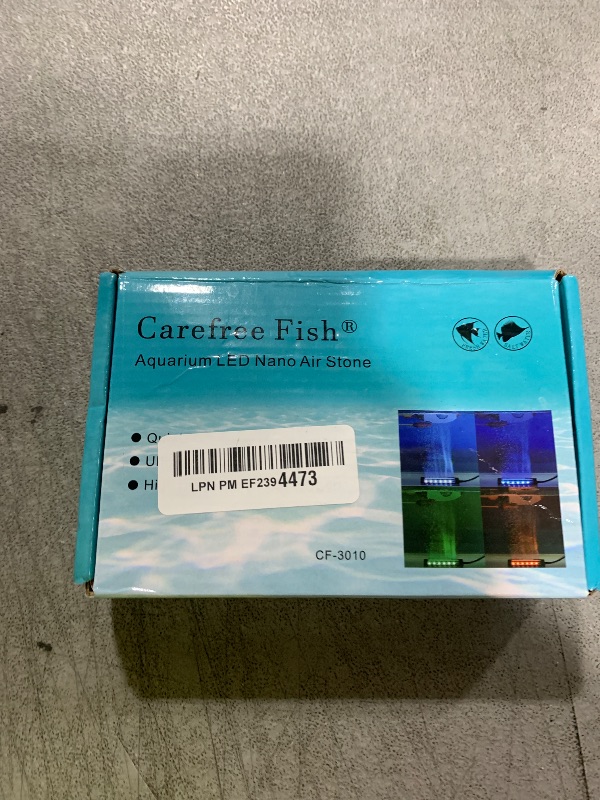 Carefree Fish®
Aquarium LED Nano Air Stone
LPN PM EF2394473
CF-3010